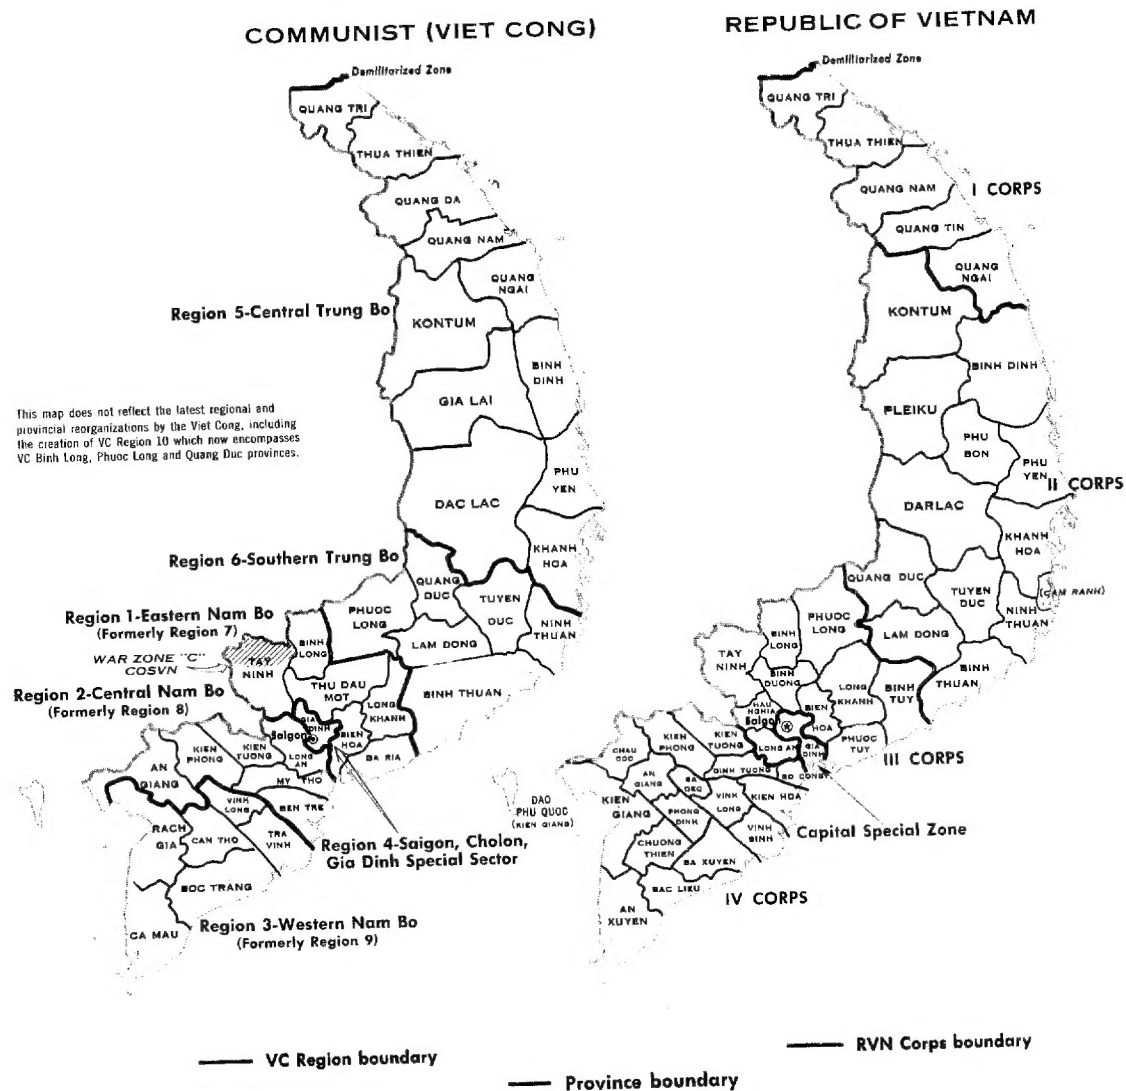 COMMUNIST (VIET CONG)
Demilitarized Zone
QUANG TRI
THUA THIEN
QUANG DA
QUANG NAM
QUANG
NGAI
Region 5-Central Trung Bo
KONTUM
BINH
DINH
GIA LAI
This map does not reflect the latest regional and
provincial reorganizations by the Viet Cong, including
the creation of VC Region 10 which now encompasses
VC Binh Long, Phuoc Long and Quang Duc provinces.
PHU
YEN
DAC LAC
Region 6-Southern Trung Bo
KHANH
HOA
QUANG
DUC
TUYEN
DUC
NINH
THUAN
Region 1-Eastern Nam Bo
(Formerly Region 7)
PHUOC
LONG
BINH
LONG
LAM DONG
WAR ZONE "C"
COSVN
TAY
NINH
THU DAU
MOT
BINH THUAN
Region 2-Central Nam Bo
(Formerly Region 8)
LONG
KHANH
GIA
DINH
BIEN
HOA
Saigon
BA RIA
KIEN
PHONG
KIEN
TUONG
LONG
AN
AN
GIANG
MY THO
VINH
LONG
BEN TRE
RACH
GIA
CAN THO
TRA
VINH
Region 4-Saigon, Cholon,
Gia Dinh Special Sector
SOC TRANG
CA MAU
Region 3-Western Nam Bo
(Formerly Region 9)
REPUBLIC OF VIETNAM
Demilitarized Zone
QUANG TRI
THUA THIEN
QUANG NAM
I CORPS
QUANG TIN
QUANG
NGAI
KONTUM
BINH DINH
PLEIKU
PHU
BON
PHU
YEN
II CORPS
DARLAC
KHANH
HOA
QUANG DUC
TUYEN
DUC
(CAM RANH)
NINH
THUAN
PHUOC
LONG
BINH
LONG
LAM DONG
TAY
NINH
BINH
DUONG
BINH
THUAN
LONG
KHANH
BINH
TUY
HAU
NGHIA
BIEN
HOA
Saigon
PHUOC
TUY
III CORPS
KIEN
PHONG
KIEN
TUONG
LONG AN
GIA
DINH
CHAU
DOC
AN
GIANG
SA
DEC
DINH TUONG
GO CONG
KIEN
GIANG
VINH
LONG
KIEN HOA
DAO
PHU QUOC
(KIEN GIANG)
PHONG
DINH
VINH
BINH
Capital Special Zone
CHUONG
THIEN
BA XUYEN
BAC LIEU
IV CORPS
AN
XUYEN
VC Region boundary
RVN Corps boundary
Province boundary